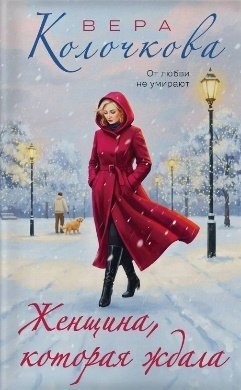 ВЕРА
Колочкова
От любви
не умирают
Женщина,
которая ждала